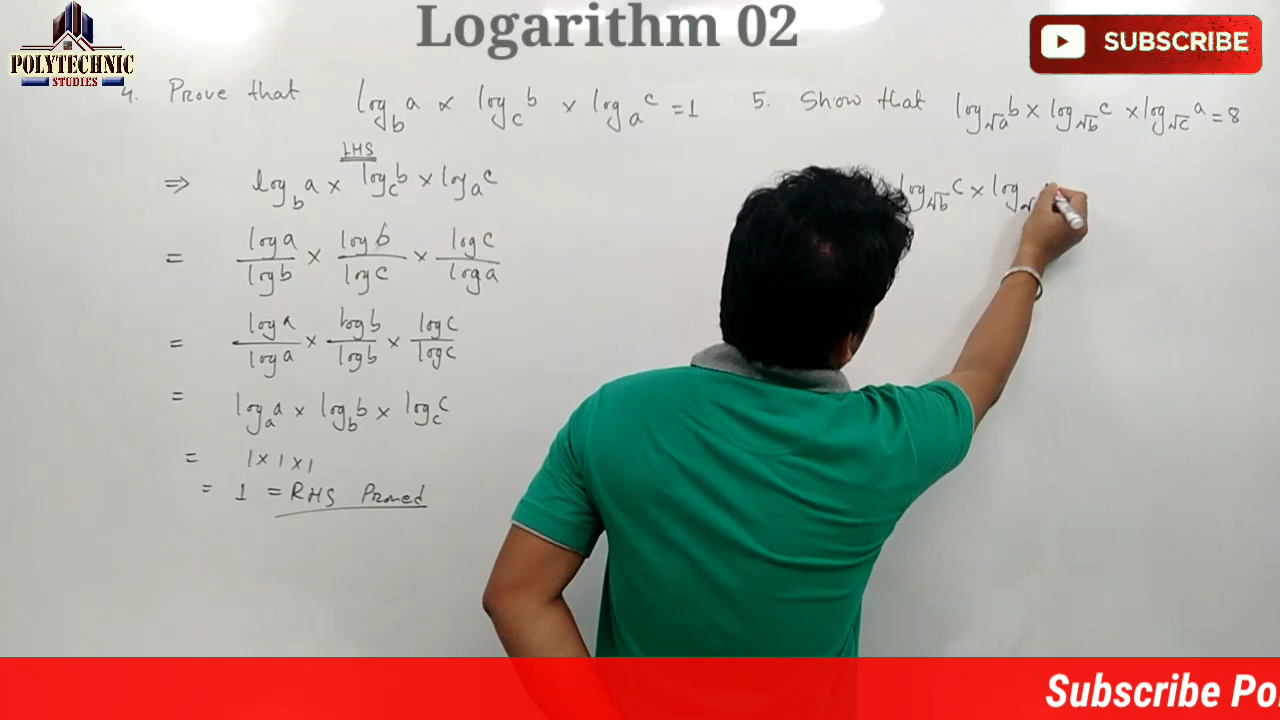 Logarithm 02
POLYTECHNIC
STUDIES
SUBSCRIBE
4. Prove that log_b a × log_c b × log_a c = 1
LHS
⇒ log_b a × log_c b × log_a c
= log a / log b × log b / log c × log c / log a
= log a / log a × log b / log b × log c / log c
= log_a a × log_b b × log_c c
= 1 × 1 × 1
= 1 = RHS Proved
5. Show that log_√a b × log_√b c × log_√c a = 8
log_√b c × log
Subscribe